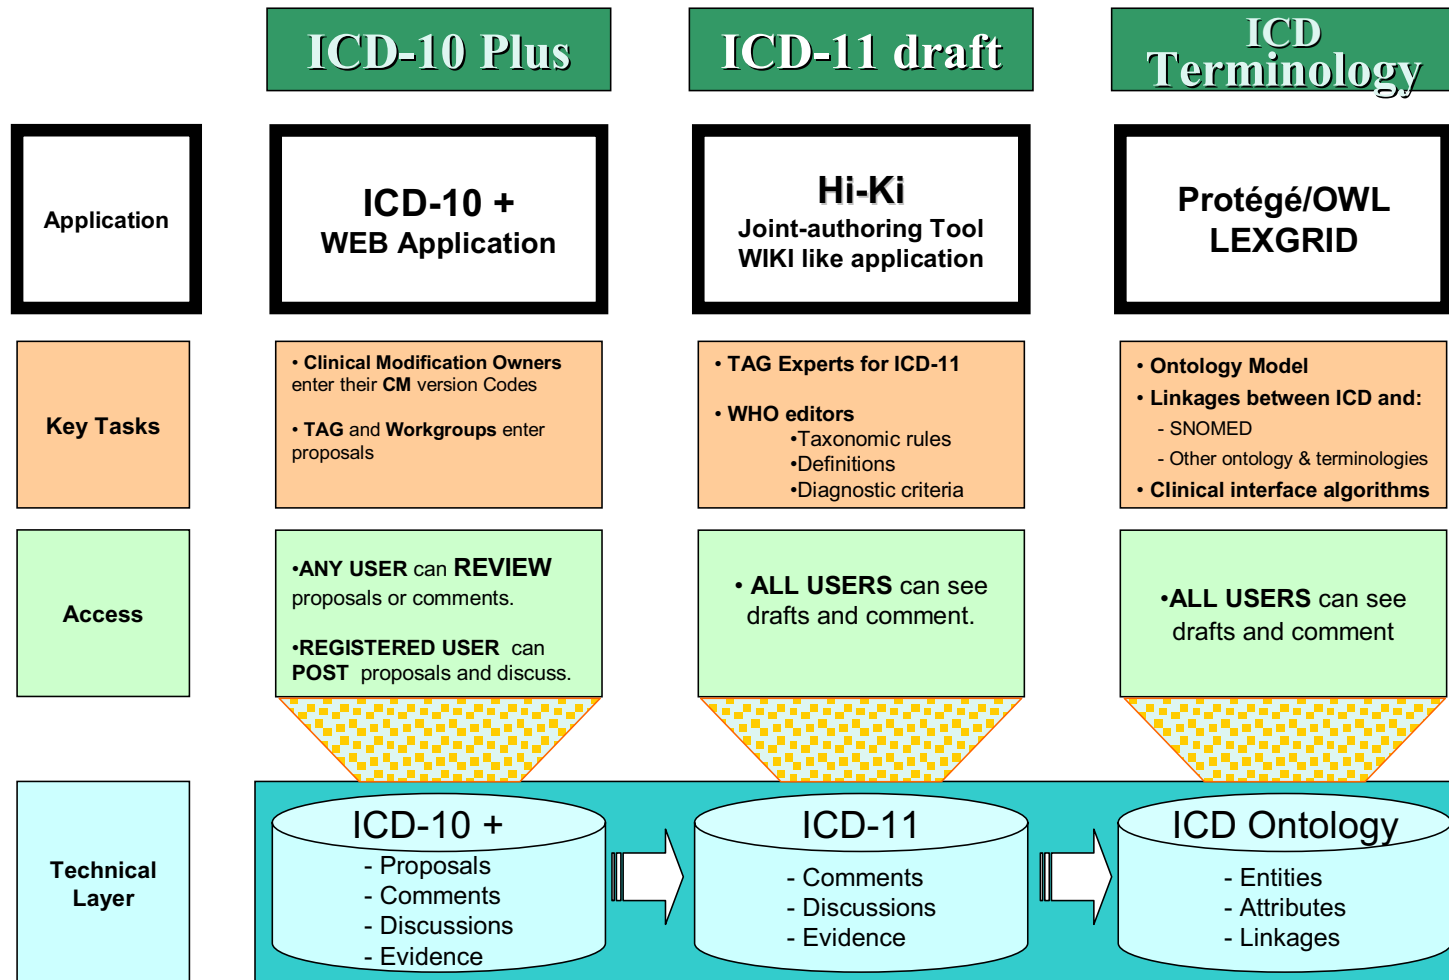 ICD-10 Plus
ICD-11 draft
ICD
Terminology
Application
ICD-10 +
WEB Application
Hi-Ki
Joint-authoring Tool
WIKI like application
Protégé/OWL
LEXGRID
Key Tasks
• Clinical Modification Owners
enter their CM version Codes
• TAG and Workgroups enter
proposals
• TAG Experts for ICD-11
• WHO editors
•Taxonomic rules
•Definitions
•Diagnostic criteria
• Ontology Model
• Linkages between ICD and:
- SNOMED
- Other ontology & terminologies
• Clinical interface algorithms
Access
•ANY USER can REVIEW
proposals or comments.
•REGISTERED USER can
POST proposals and discuss.
• ALL USERS can see
drafts and comment.
•ALL USERS can see
drafts and comment
Technical
Layer
ICD-10 +
- Proposals
- Comments
- Discussions
- Evidence
ICD-11
- Comments
- Discussions
- Evidence
ICD Ontology
- Entities
- Attributes
- Linkages